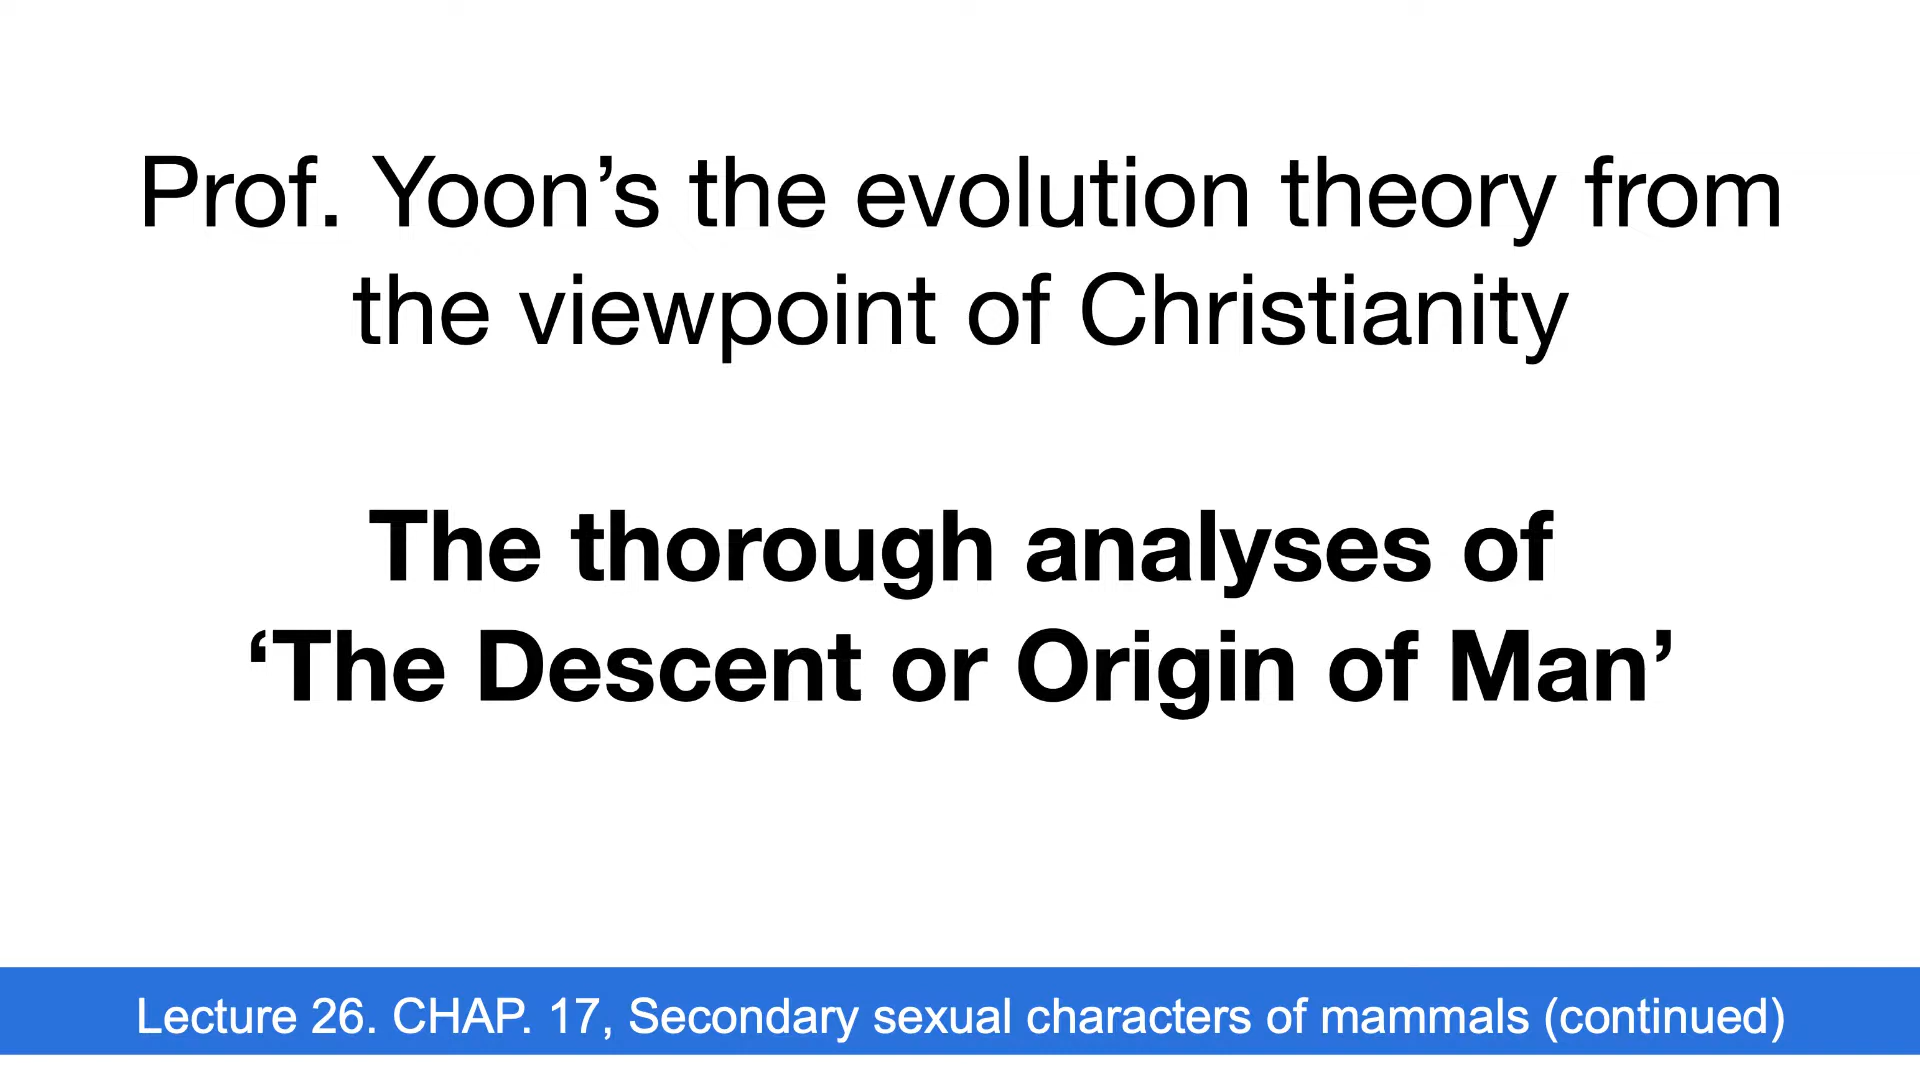 Prof. Yoon’s the evolution theory from
the viewpoint of Christianity
The thorough analyses of
‘The Descent or Origin of Man’
Lecture 26. CHAP. 17, Secondary sexual characters of mammals (continued)